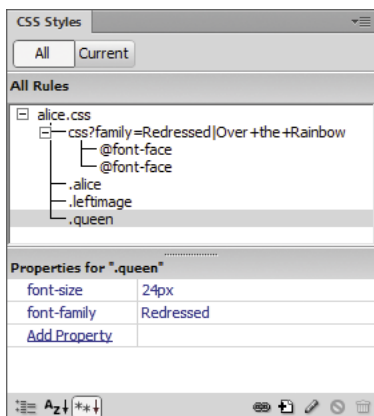 CSS Styles
All Current
All Rules
alice.css
css?family=Redressed|Over+the+Rainbow
@font-face
@font-face
.alice
.leftimage
.queen
Properties for ".queen"
font-size 24px
font-family Redressed
Add Property
Az↓ **↓